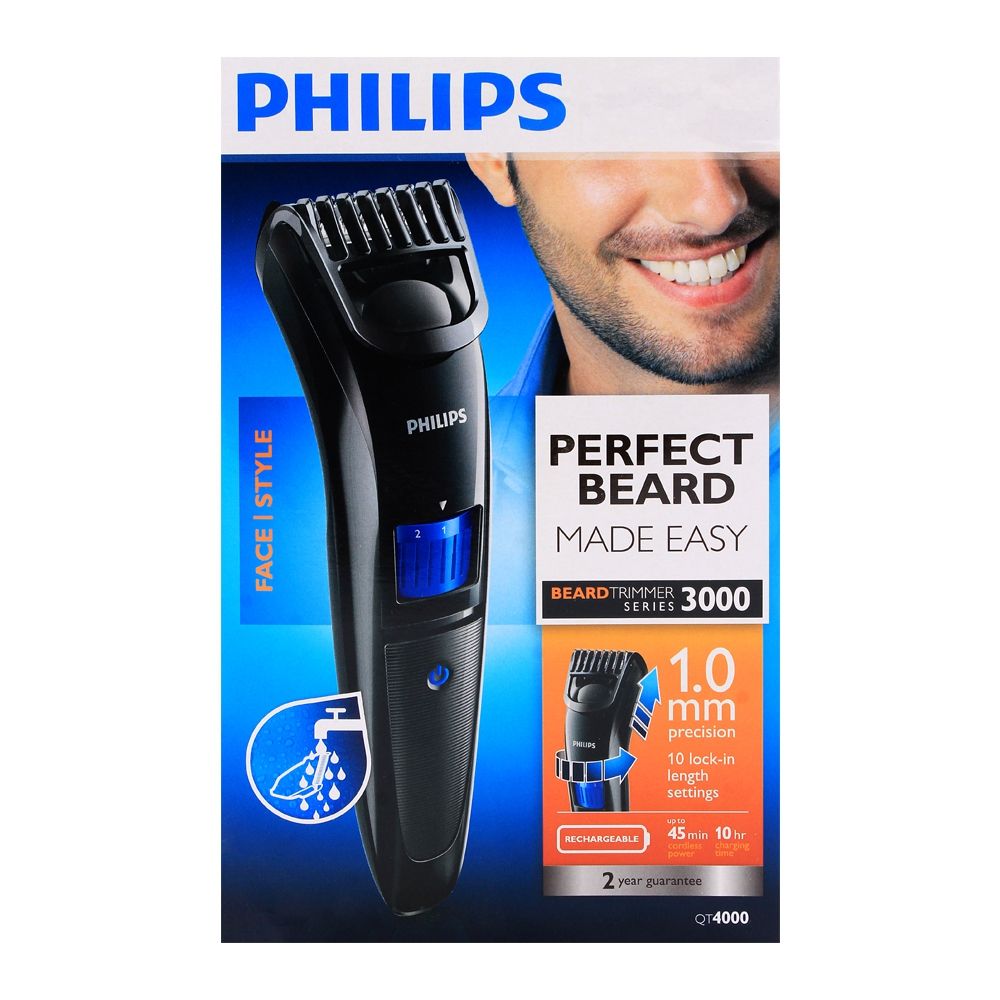 PHILIPS
PHILIPS
2 1
FACE | STYLE
PERFECT
BEARD
MADE EASY
BEARDTRIMMER
SERIES 3000
PHILIPS
1.0
mm
precision
10 lock-in
length
settings
RECHARGEABLE
up to
45 min 10 hr
cordless charging
power time
2 year guarantee
QT4000